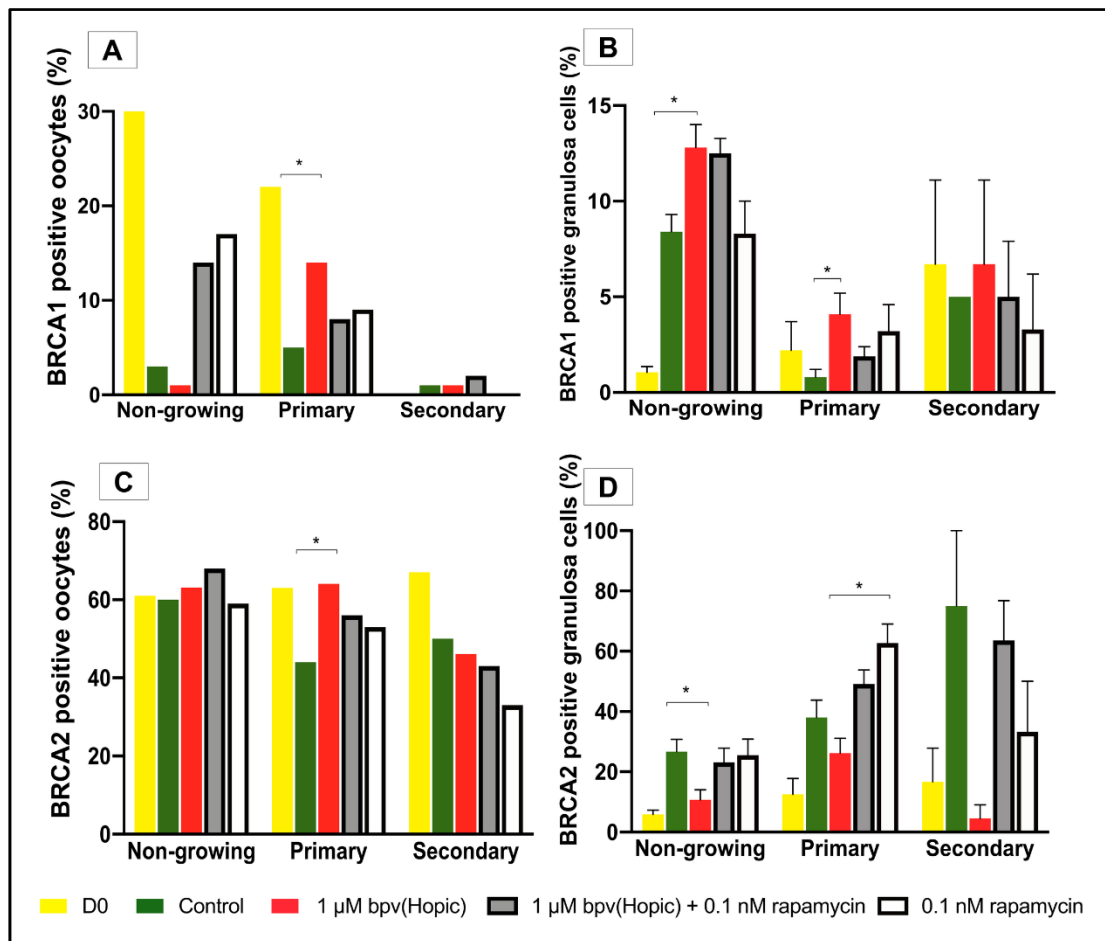 A
BRCA1 positive oocytes (%)
30
20
10
0
*
Non-growing Primary Secondary
B
BRCA1 positive granulosa cells (%)
15
10
5
0
*
*
Non-growing Primary Secondary
C
BRCA2 positive oocytes (%)
80
60
40
20
0
*
Non-growing Primary Secondary
D
BRCA2 positive granulosa cells (%)
100
80
60
40
20
0
*
*
Non-growing Primary Secondary
D0 Control 1 µM bpv(Hopic) 1 µM bpv(Hopic) + 0.1 nM rapamycin 0.1 nM rapamycin